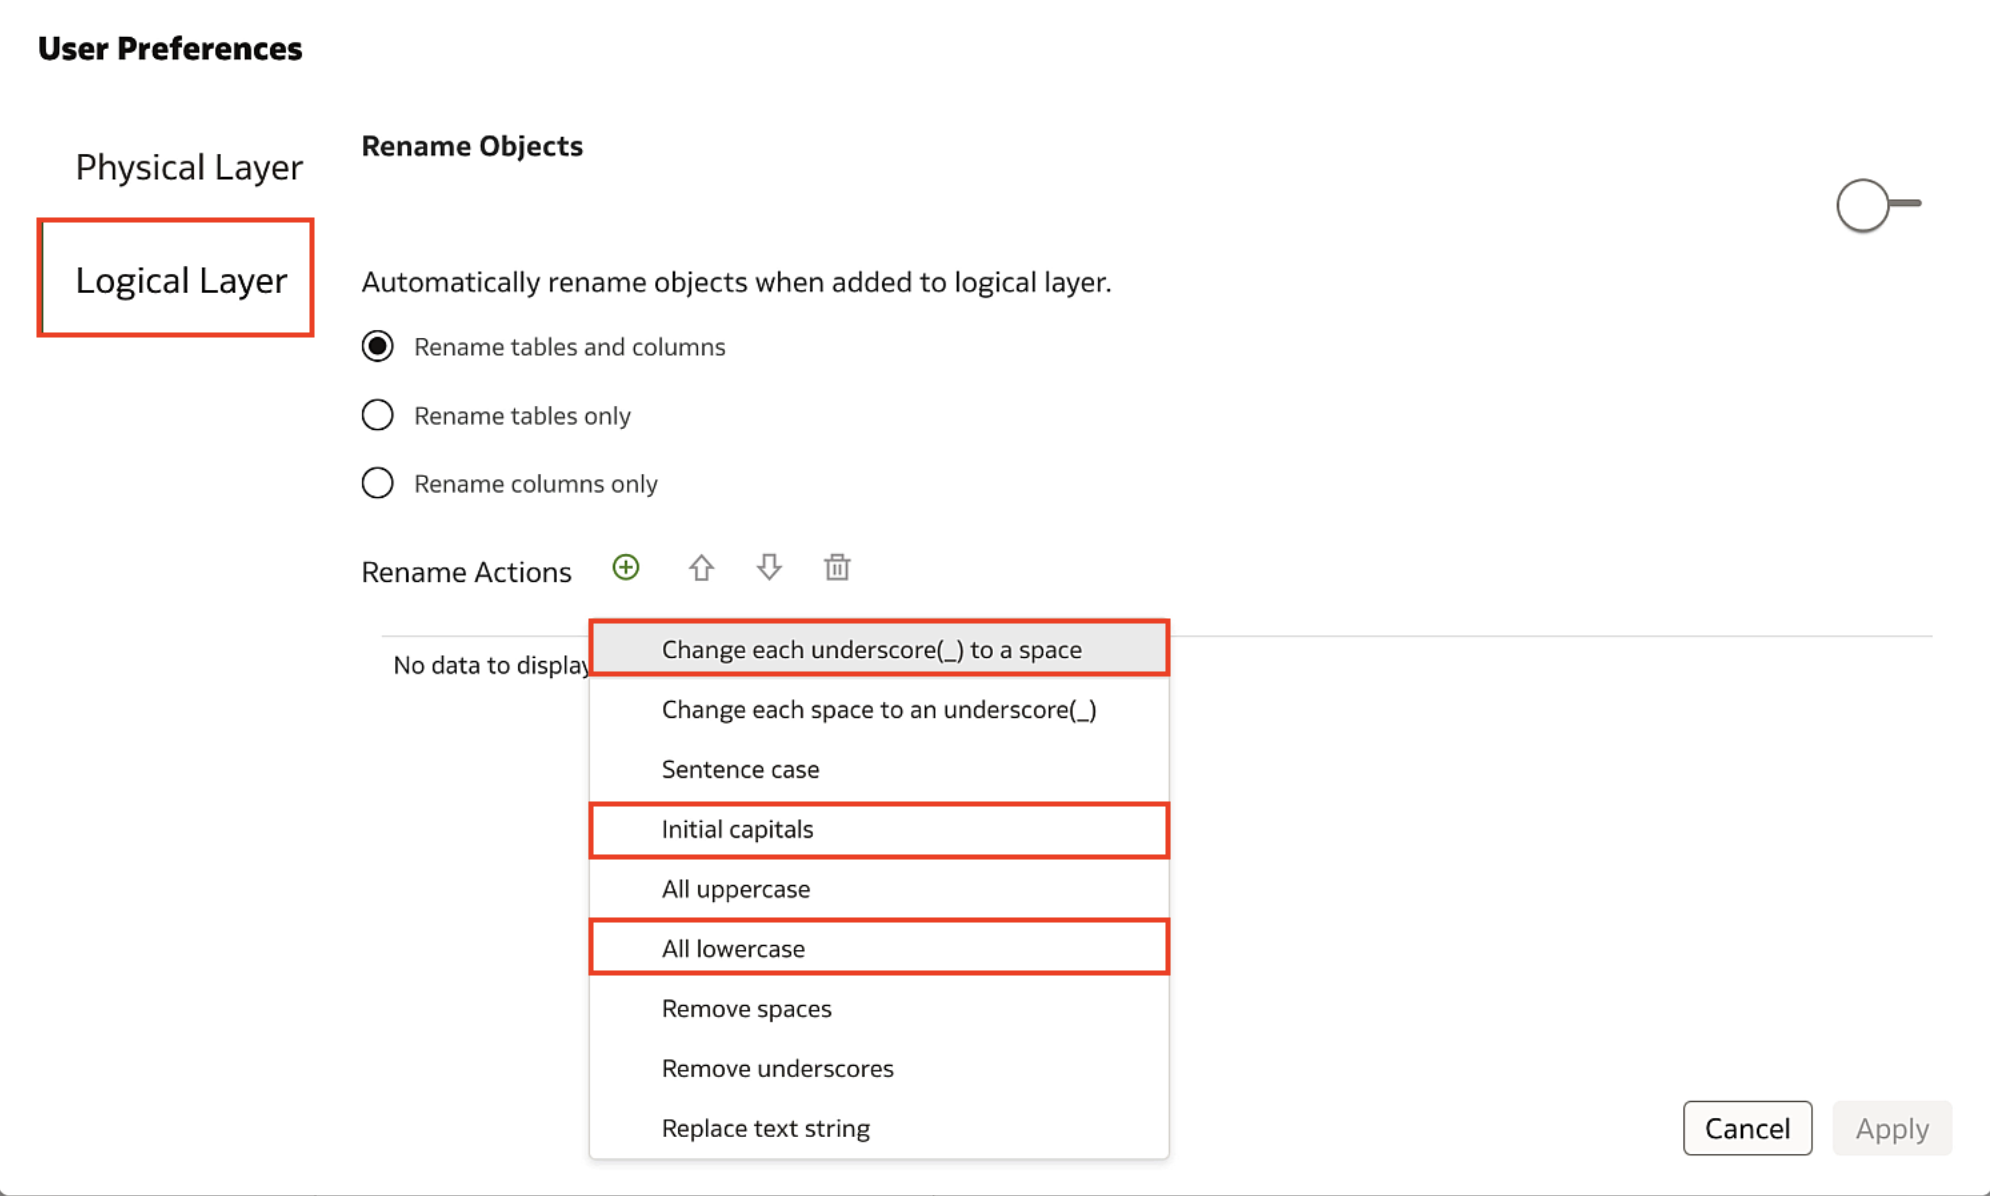 User Preferences
Physical Layer
Logical Layer
Rename Objects
Automatically rename objects when added to logical layer.
Rename tables and columns
Rename tables only
Rename columns only
Rename Actions
No data to display
Change each underscore(_) to a space
Change each space to an underscore(_)
Sentence case
Initial capitals
All uppercase
All lowercase
Remove spaces
Remove underscores
Replace text string
Cancel
Apply